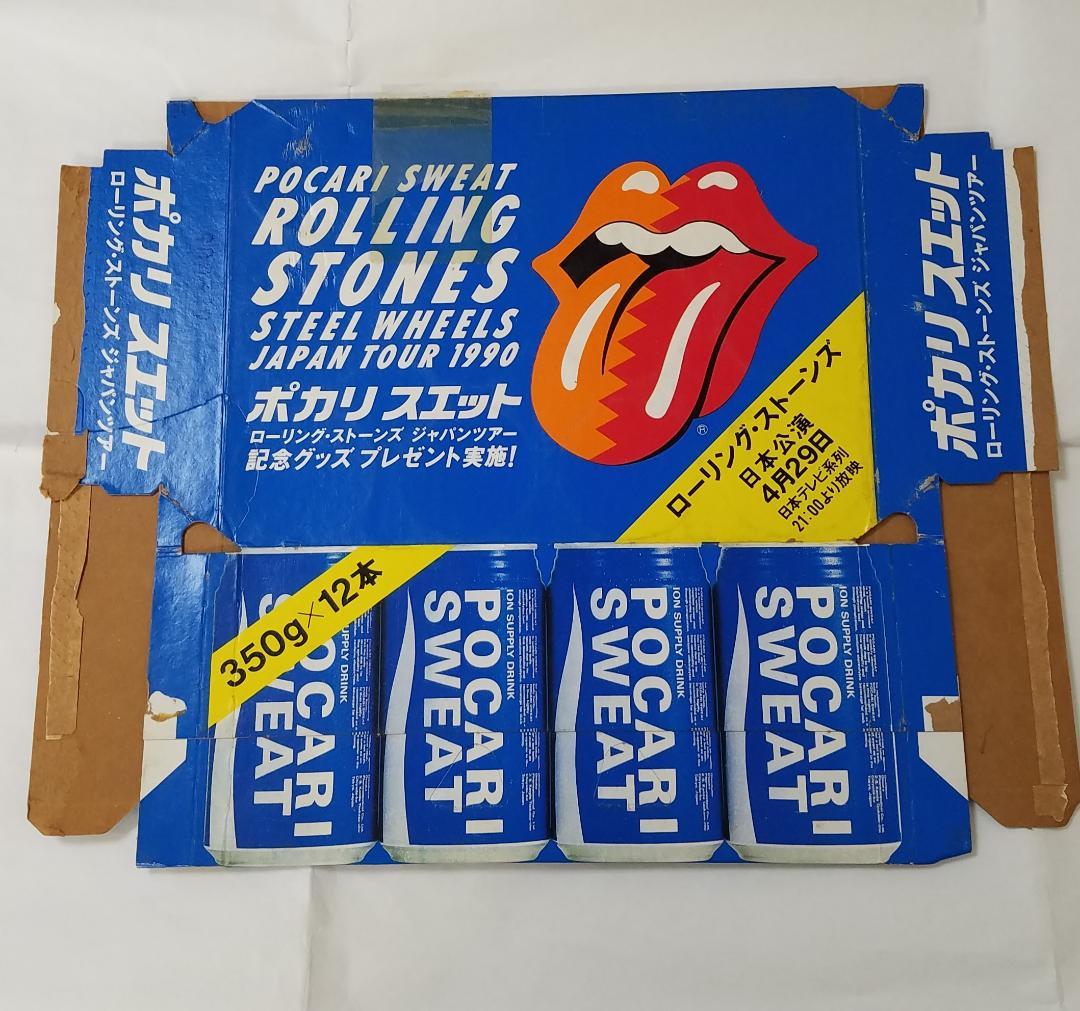 POCARI SWEAT
ROLLING
STONES
STEEL WHEELS
JAPAN TOUR 1990
ポカリ スエット
ローリング・ストーンズ ジャパンツアー
記念グッズ プレゼント実施!
®
ローリング・ストーンズ
日本公演
4月29日
日本テレビ系列
21:00より放映
ポカリ スエット
ローリング・ストーンズ ジャパンツアー
ポカリ スエット
ローリング・ストーンズ ジャパンツアー
350g×12本
POCARI
SWEAT
SUPPLY DRINK
POCARI
SWEAT
ION SUPPLY DRINK
POCARI
SWEAT
ION SUPPLY DRINK
POCARI
SWEAT
ION SUPPLY DRINK